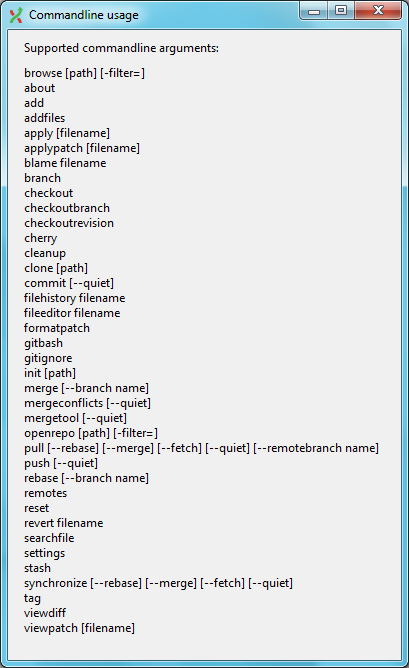 Commandline usage
Supported commandline arguments:
browse [path] [-filter=]
about
add
addfiles
apply [filename]
applypatch [filename]
blame filename
branch
checkout
checkoutbranch
checkoutrevision
cherry
cleanup
clone [path]
commit [--quiet]
filehistory filename
fileeditor filename
formatpatch
gitbash
gitignore
init [path]
merge [--branch name]
mergeconflicts [--quiet]
mergetool [--quiet]
openrepo [path] [-filter=]
pull [--rebase] [--merge] [--fetch] [--quiet] [--remotebranch name]
push [--quiet]
rebase [--branch name]
remotes
reset
revert filename
searchfile
settings
stash
synchronize [--rebase] [--merge] [--fetch] [--quiet]
tag
viewdiff
viewpatch [filename]